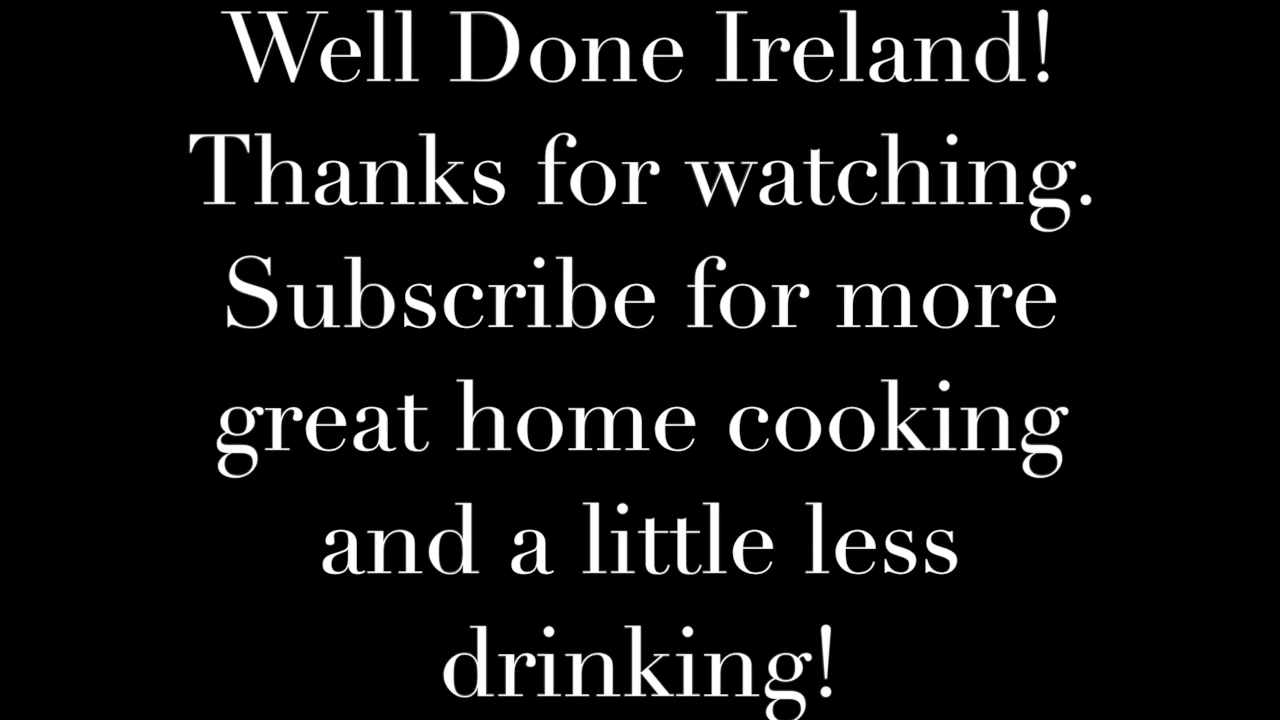 Well Done Ireland!
Thanks for watching.
Subscribe for more
great home cooking
and a little less
drinking!